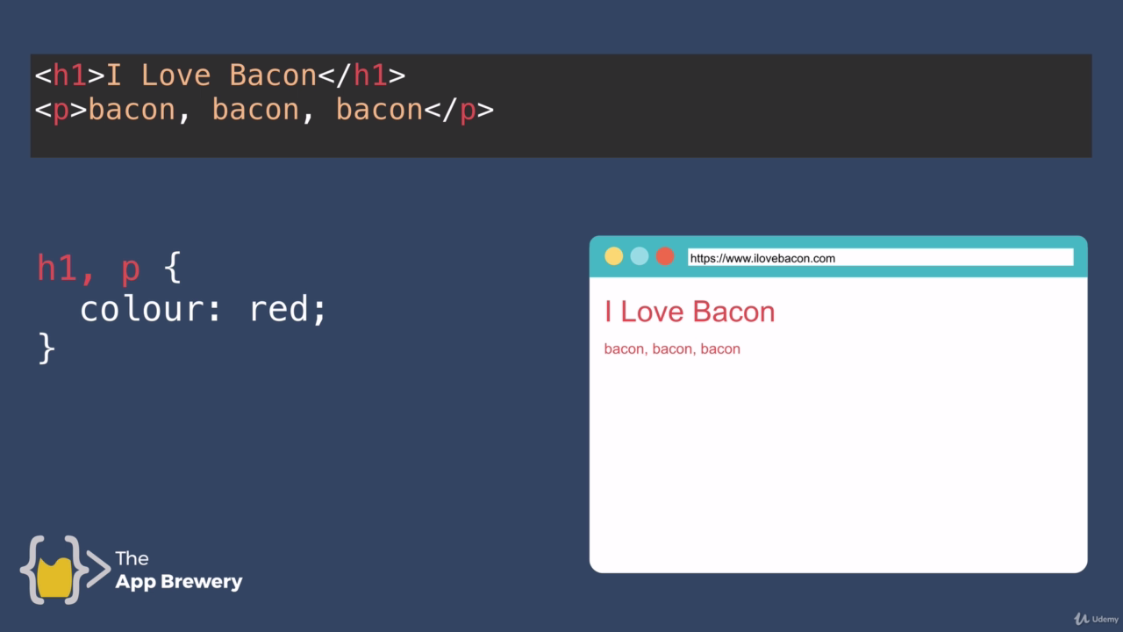 <h1>I Love Bacon</h1>
<p>bacon, bacon, bacon</p>
h1, p {
  colour: red;
}
https://www.ilovebacon.com
I Love Bacon
bacon, bacon, bacon
The
App Brewery
Udemy